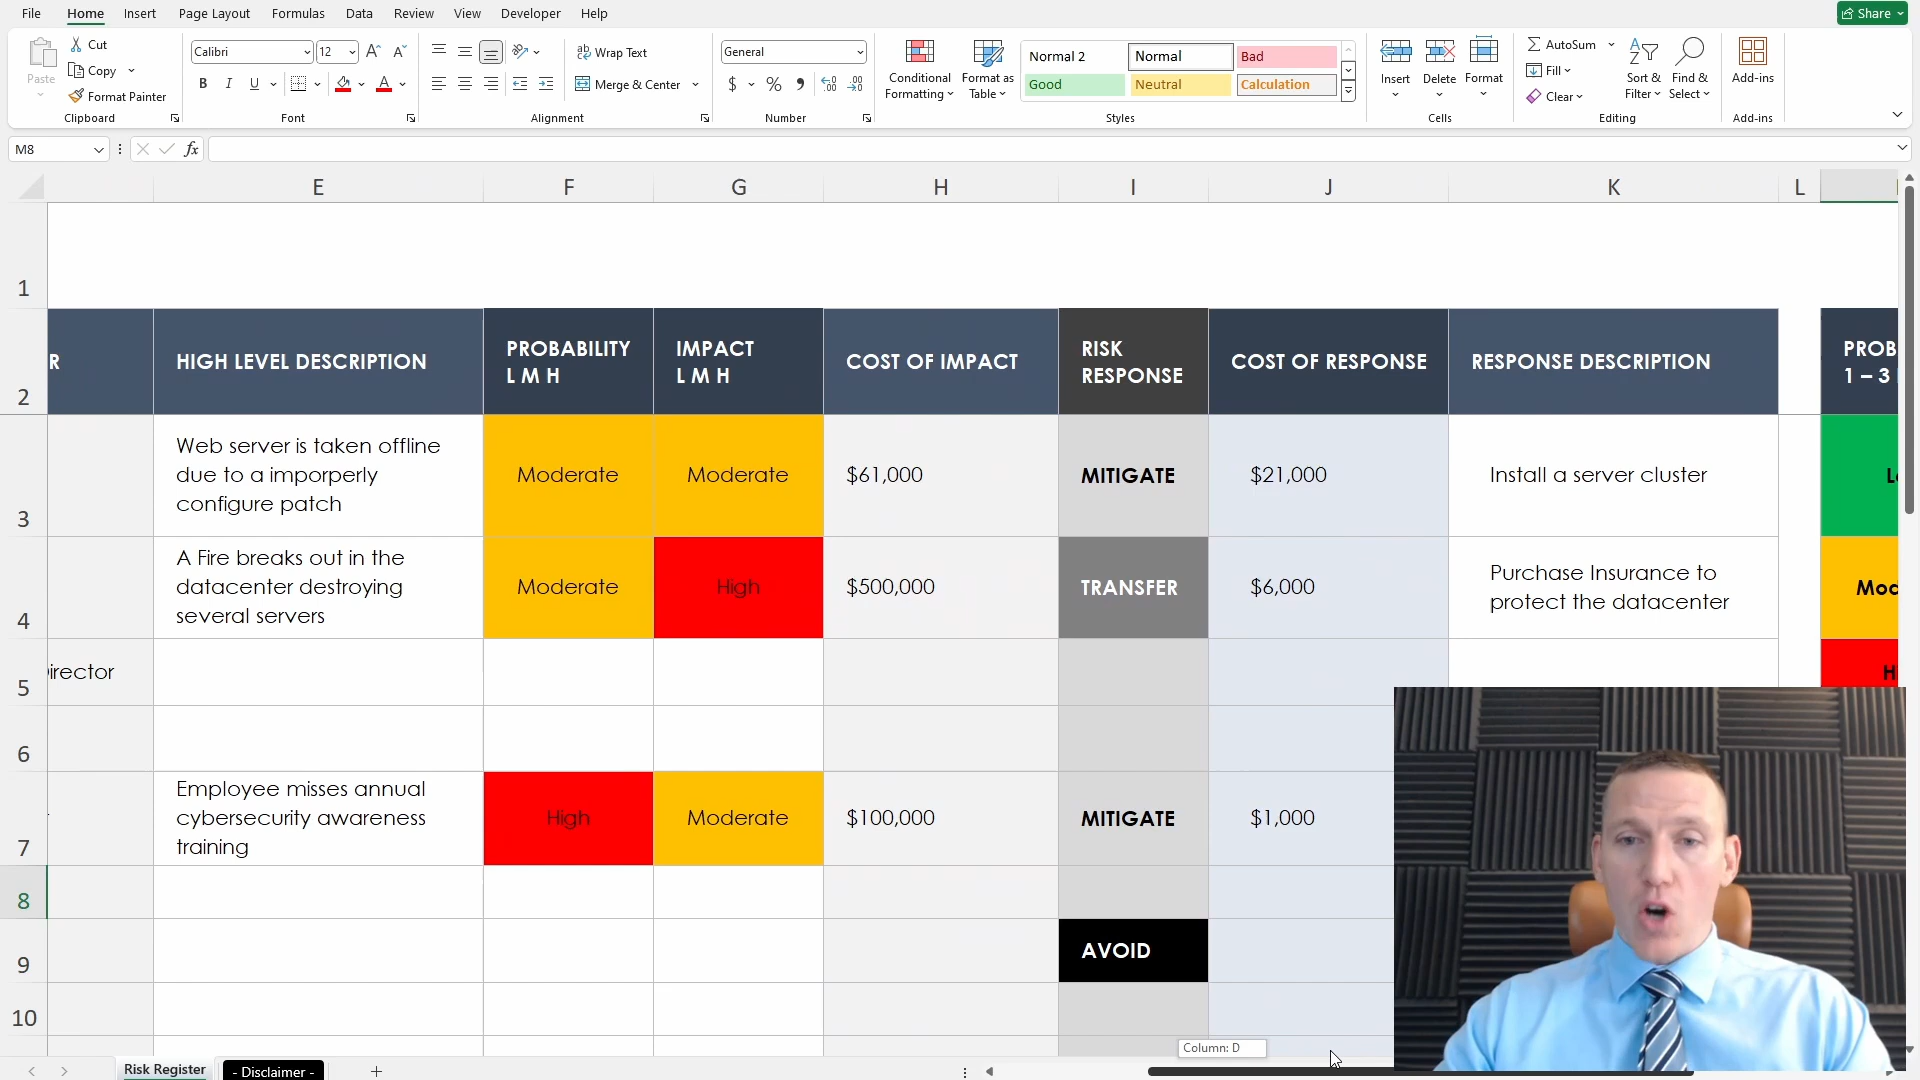 File Home Insert Page Layout Formulas Data Review View Developer Help Share
Cut
Copy
Format Painter
Paste
Clipboard
Calibri 12
B I U
Font
Wrap Text
Merge & Center
Alignment
General
$ % ,
Number
Conditional
Formatting
Format as
Table
Normal 2 Normal Bad
Good Neutral Calculation
Styles
Insert Delete Format
Cells
AutoSum
Fill
Clear
Sort &
Filter
Find &
Select
Editing
Add-ins
Add-ins
M8 fx
E F G H I J K L
1
2
R
HIGH LEVEL DESCRIPTION
PROBABILITY
L M H
IMPACT
L M H
COST OF IMPACT
RISK
RESPONSE
COST OF RESPONSE
RESPONSE DESCRIPTION
PROB
1 – 3
3
Web server is taken offline
due to a imporperly
configure patch
Moderate
Moderate
$61,000
MITIGATE
$21,000
Install a server cluster
4
A Fire breaks out in the
datacenter destroying
several servers
Moderate
High
$500,000
TRANSFER
$6,000
Purchase Insurance to
protect the datacenter
Moc
5
irector
6
7
Employee misses annual
cybersecurity awareness
training
High
Moderate
$100,000
MITIGATE
$1,000
8
9
AVOID
10
Column: D
Risk Register
- Disclaimer -